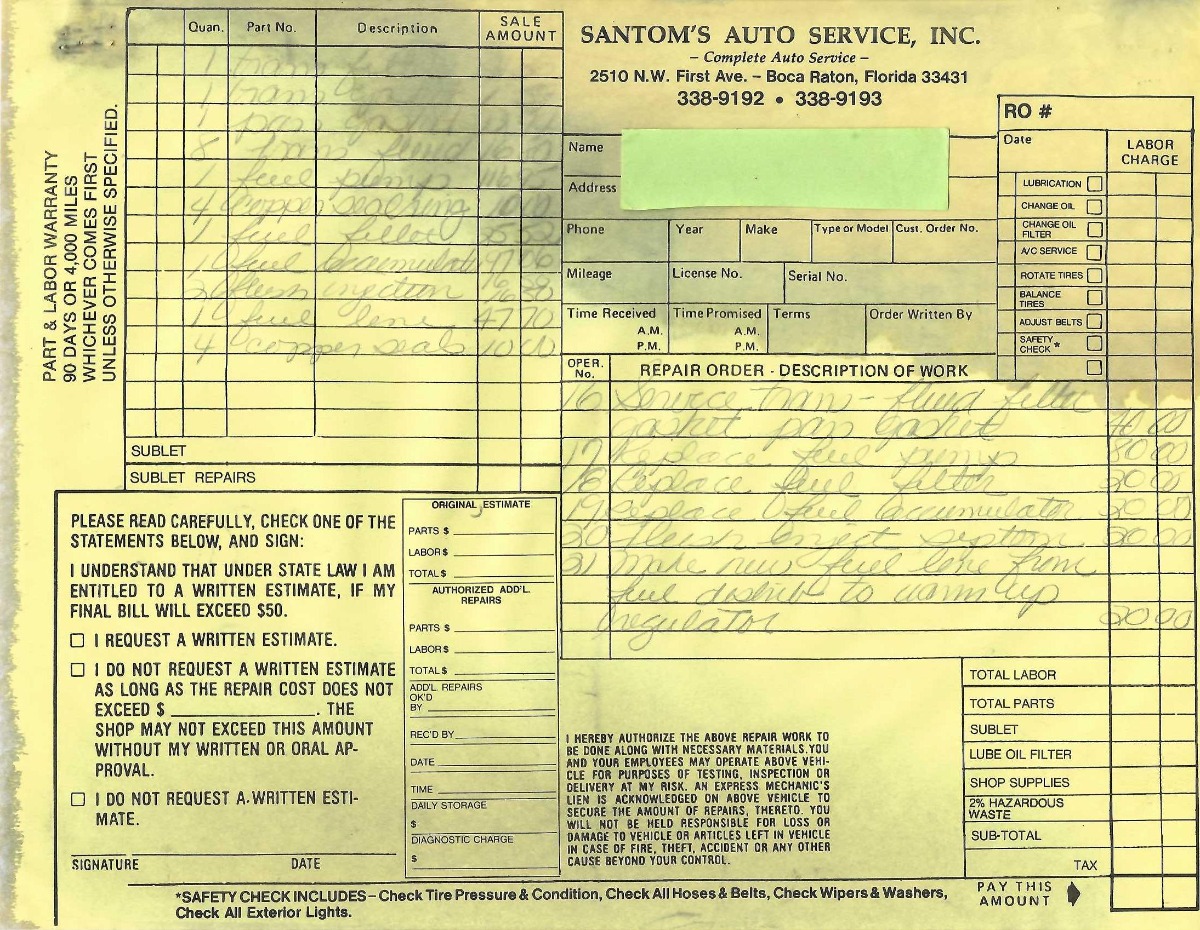 Quan. Part No. Description SALE AMOUNT
1 tran
1 tran
1 pan gasket
8 trans fluid
1 fuel pump
4 copper seal ring 10 00
1 fuel filter
1 fuel accumulator
flush
1 fuel line 47 70
4 copper seals 10 00
SUBLET
SUBLET REPAIRS
PART & LABOR WARRANTY
90 DAYS OR 4,000 MILES
WHICHEVER COMES FIRST
UNLESS OTHERWISE SPECIFIED.
SANTOM'S AUTO SERVICE, INC.
– Complete Auto Service –
2510 N.W. First Ave. – Boca Raton, Florida 33431
338-9192 • 338-9193
Name
Address
Phone Year Make Type or Model Cust. Order No.
Mileage License No. Serial No.
Time Received Time Promised Terms Order Written By
A.M. A.M.
P.M. P.M.
RO #
Date LABOR CHARGE
LUBRICATION
CHANGE OIL
CHANGE OIL FILTER
A/C SERVICE
ROTATE TIRES
BALANCE TIRES
ADJUST BELTS
SAFETY CHECK *
OPER. No. REPAIR ORDER - DESCRIPTION OF WORK
16 Service tran – fluid filter
gasket pan gasket 40 00
17 Replace fuel pump 80 00
18 Replace fuel filter
19 Replace fuel accumulator
flush inject system
make new fuel line from
fuel distrib to warm up
regulator
PLEASE READ CAREFULLY, CHECK ONE OF THE
STATEMENTS BELOW, AND SIGN:
I UNDERSTAND THAT UNDER STATE LAW I AM
ENTITLED TO A WRITTEN ESTIMATE, IF MY
FINAL BILL WILL EXCEED $50.
I REQUEST A WRITTEN ESTIMATE.
I DO NOT REQUEST A WRITTEN ESTIMATE
AS LONG AS THE REPAIR COST DOES NOT
EXCEED $ . THE
SHOP MAY NOT EXCEED THIS AMOUNT
WITHOUT MY WRITTEN OR ORAL AP-
PROVAL.
I DO NOT REQUEST A WRITTEN ESTI-
MATE.
SIGNATURE DATE
ORIGINAL ESTIMATE
PARTS $
LABOR $
TOTAL $
AUTHORIZED ADD'L.
REPAIRS
PARTS $
LABOR $
TOTAL $
ADD'L. REPAIRS
OK'D
BY
REC'D BY
DATE
TIME
DAILY STORAGE
$
DIAGNOSTIC CHARGE
$
I HEREBY AUTHORIZE THE ABOVE REPAIR WORK TO
BE DONE ALONG WITH NECESSARY MATERIALS. YOU
AND YOUR EMPLOYEES MAY OPERATE ABOVE VEHI-
CLE FOR PURPOSES OF TESTING, INSPECTION OR
DELIVERY AT MY RISK. AN EXPRESS MECHANIC'S
LIEN IS ACKNOWLEDGED ON ABOVE VEHICLE TO
SECURE THE AMOUNT OF REPAIRS, THERETO. YOU
WILL NOT BE HELD RESPONSIBLE FOR LOSS OR
DAMAGE TO VEHICLE OR ARTICLES LEFT IN VEHICLE
IN CASE OF FIRE, THEFT, ACCIDENT OR ANY OTHER
CAUSE BEYOND YOUR CONTROL.
TOTAL LABOR
TOTAL PARTS
SUBLET
LUBE OIL FILTER
SHOP SUPPLIES
2% HAZARDOUS WASTE
SUB-TOTAL
TAX
PAY THIS AMOUNT
*SAFETY CHECK INCLUDES – Check Tire Pressure & Condition, Check All Hoses & Belts, Check Wipers & Washers,
Check All Exterior Lights.